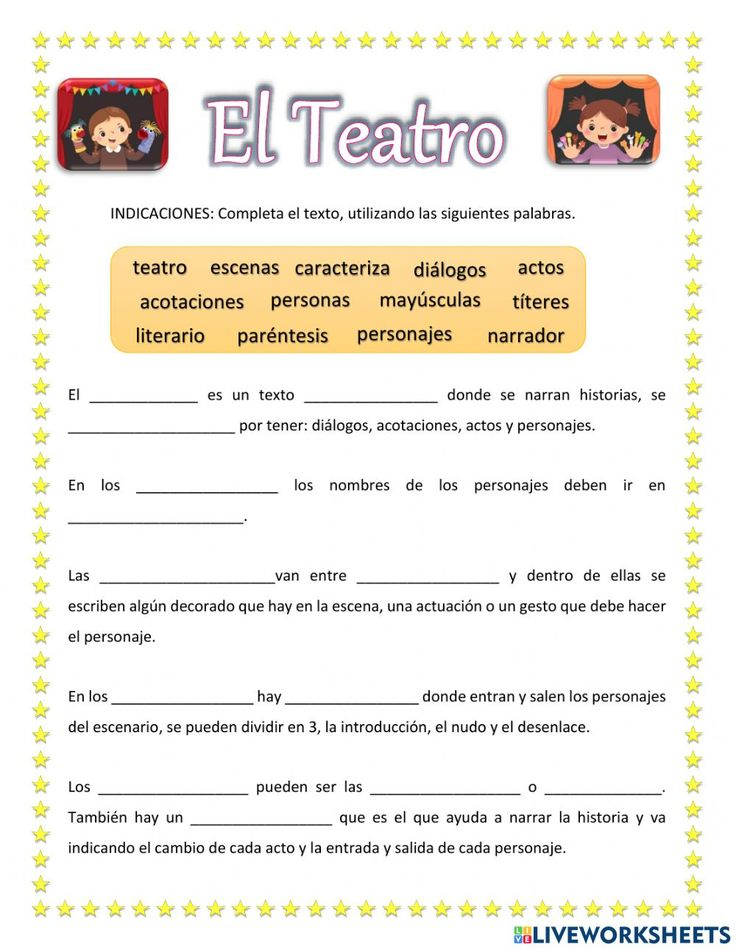 El Teatro
INDICACIONES: Completa el texto, utilizando las siguientes palabras.
teatro escenas caracteriza diálogos actos
acotaciones personas mayúsculas títeres
literario paréntesis personajes narrador
El _____________ es un texto ________________ donde se narran historias, se
____________________ por tener: diálogos, acotaciones, actos y personajes.
En los _________________ los nombres de los personajes deben ir en
_____________________.
Las _____________________van entre _________________ y dentro de ellas se
escriben algún decorado que hay en la escena, una actuación o un gesto que debe hacer
el personaje.
En los _________________ hay ________________ donde entran y salen los personajes
del escenario, se pueden dividir en 3, la introducción, el nudo y el desenlace.
Los __________________ pueden ser las __________________ o ______________.
También hay un _________________ que es el que ayuda a narrar la historia y va
indicando el cambio de cada acto y la entrada y salida de cada personaje.
LIVE LIVEWORKSHEETS